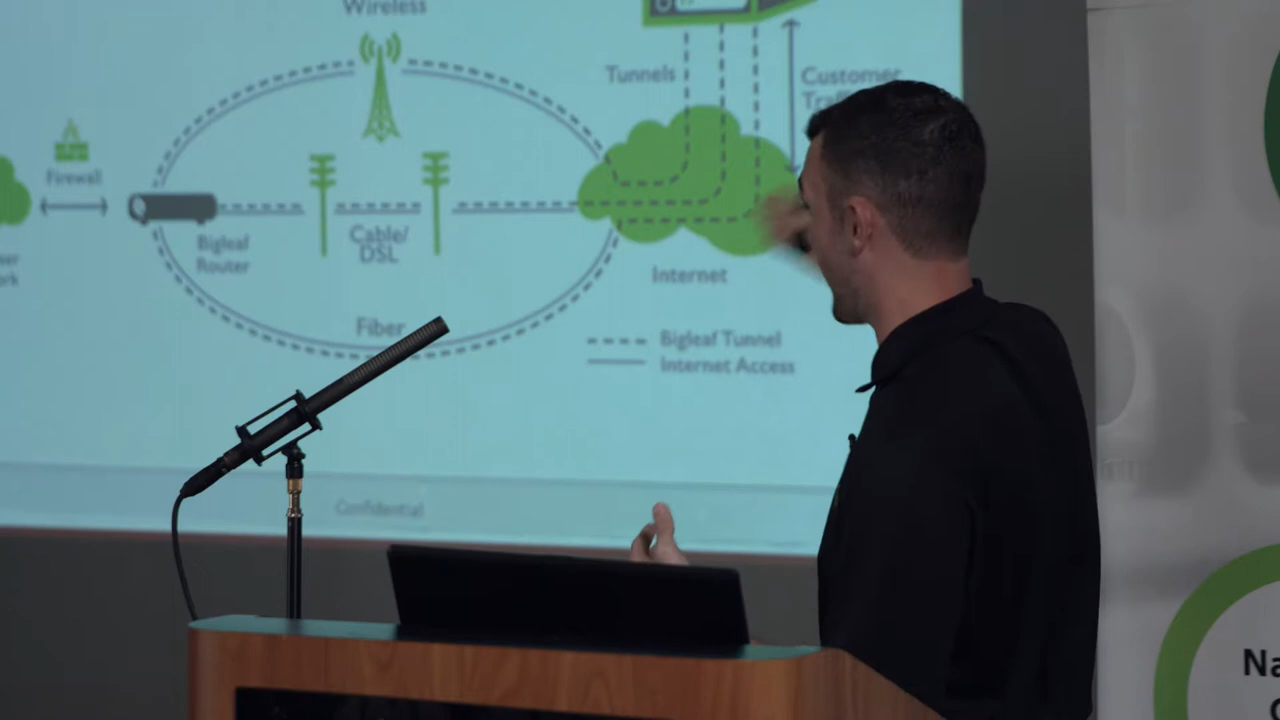 Wireless
Tunnels
Customer
Firewall
Bigleaf
Router
Cable/
DSL
Internet
Fiber
Bigleaf Tunnel
Internet Access
Confidential